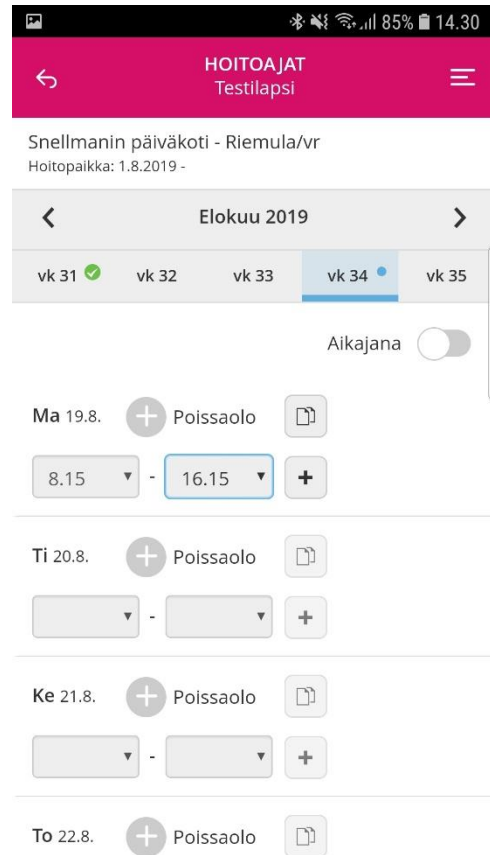 85% 14.30
HOITOAJAT
Testilapsi
Snellmanin päiväkoti - Riemula/vr
Hoitopaikka: 1.8.2019 -
Elokuu 2019
vk 31 vk 32 vk 33 vk 34 vk 35
Aikajana
Ma 19.8. Poissaolo
8.15 - 16.15 +
Ti 20.8. Poissaolo
- +
Ke 21.8. Poissaolo
- +
To 22.8. Poissaolo